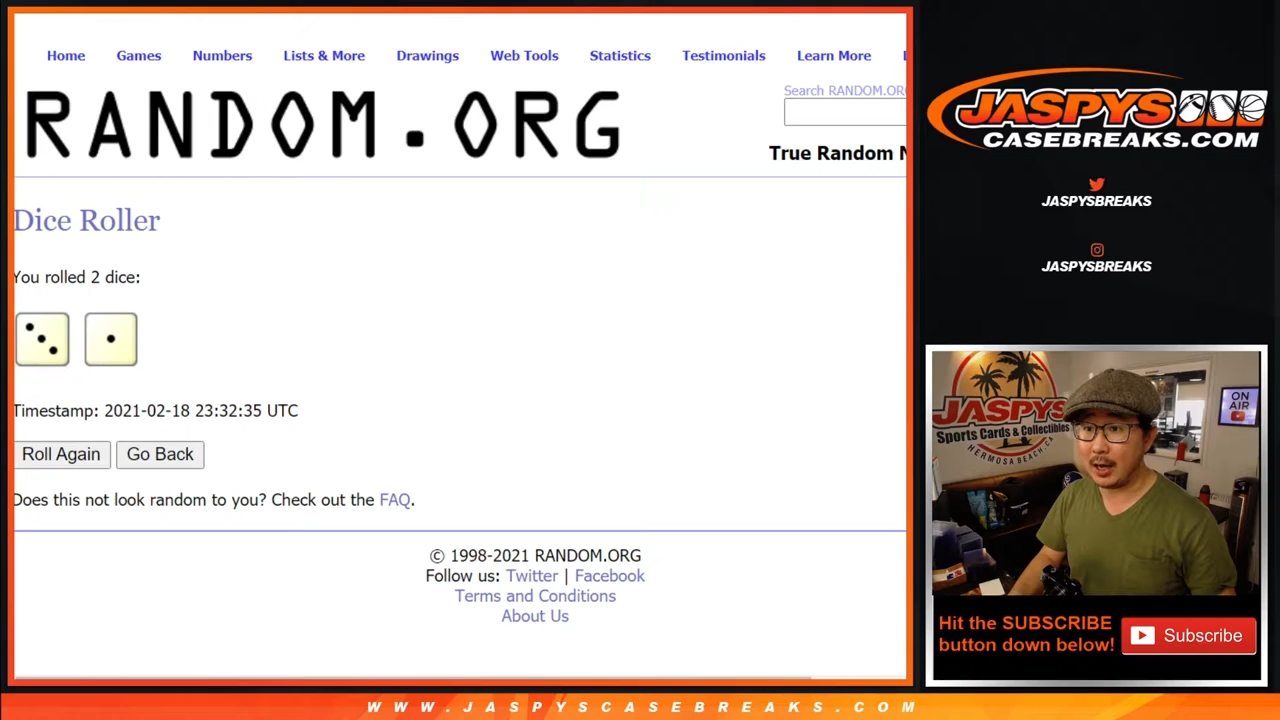 Home Games Numbers Lists & More Drawings Web Tools Statistics Testimonials Learn More
RANDOM.ORG
Search RANDOM.ORG
True Random N
Dice Roller
You rolled 2 dice:
Timestamp: 2021-02-18 23:32:35 UTC
Roll Again Go Back
Does this not look random to you? Check out the FAQ.
© 1998-2021 RANDOM.ORG
Follow us: Twitter | Facebook
Terms and Conditions
About Us
JASPYS
CASEBREAKS.COM
JASPYSBREAKS
JASPYSBREAKS
JASPYS
Sports Cards & Collectibles
HERMOSA BEACH, CA
ON
AIR
Hit the SUBSCRIBE
button down below!
Subscribe
WWW.JASPYSCASEBREAKS.COM